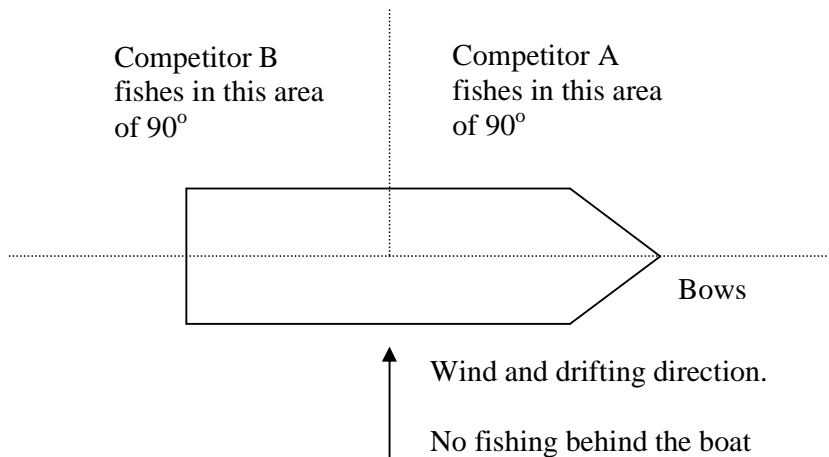 Competitor B
fishes in this area
of 90°
Competitor A
fishes in this area
of 90°
Bows
Wind and drifting direction.
No fishing behind the boat